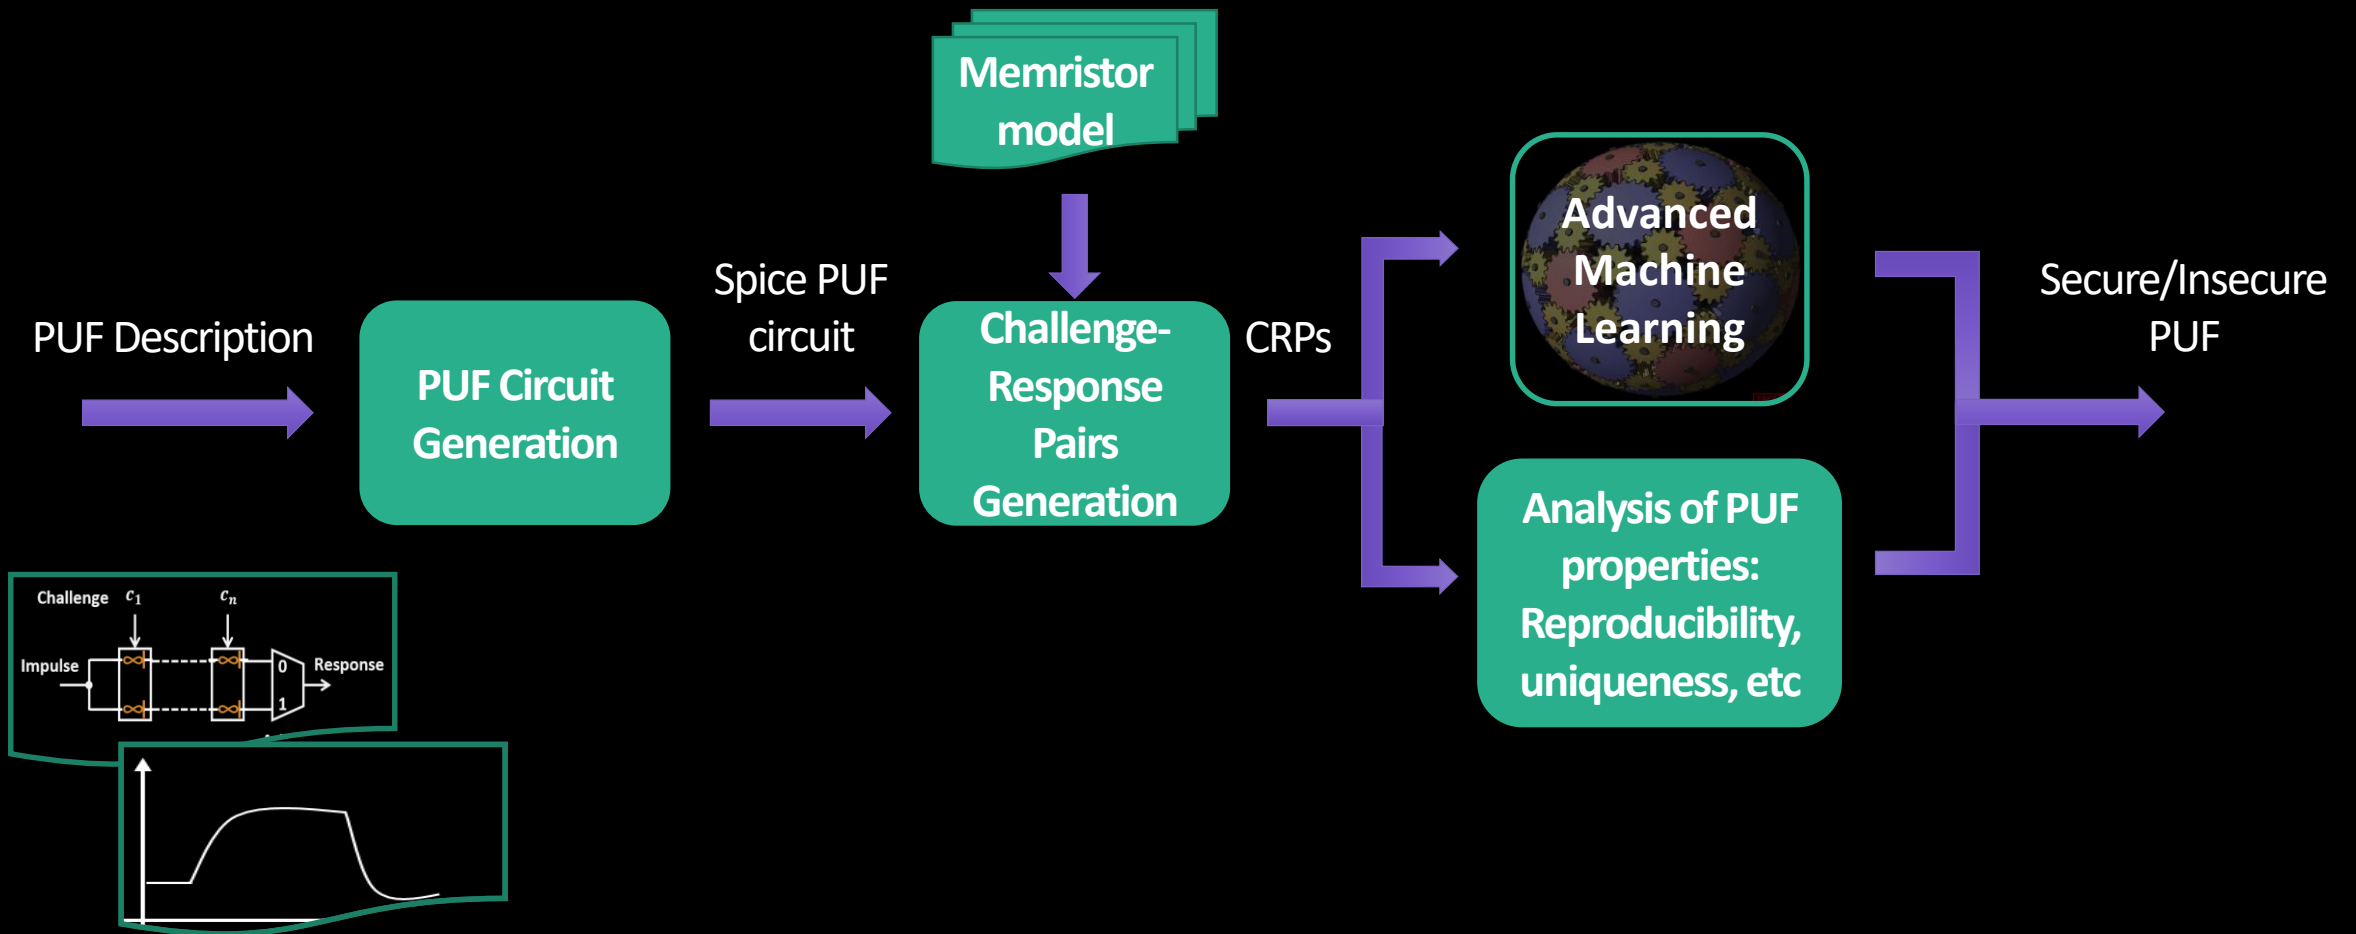 Memristor
model
PUF Description
PUF Circuit
Generation
Spice PUF
circuit
Challenge-
Response
Pairs
Generation
CRPs
Advanced
Machine
Learning
Analysis of PUF
properties:
Reproducibility,
uniqueness, etc
Secure/Insecure
PUF
Challenge c₁ cₙ
Impulse 0 Response
1